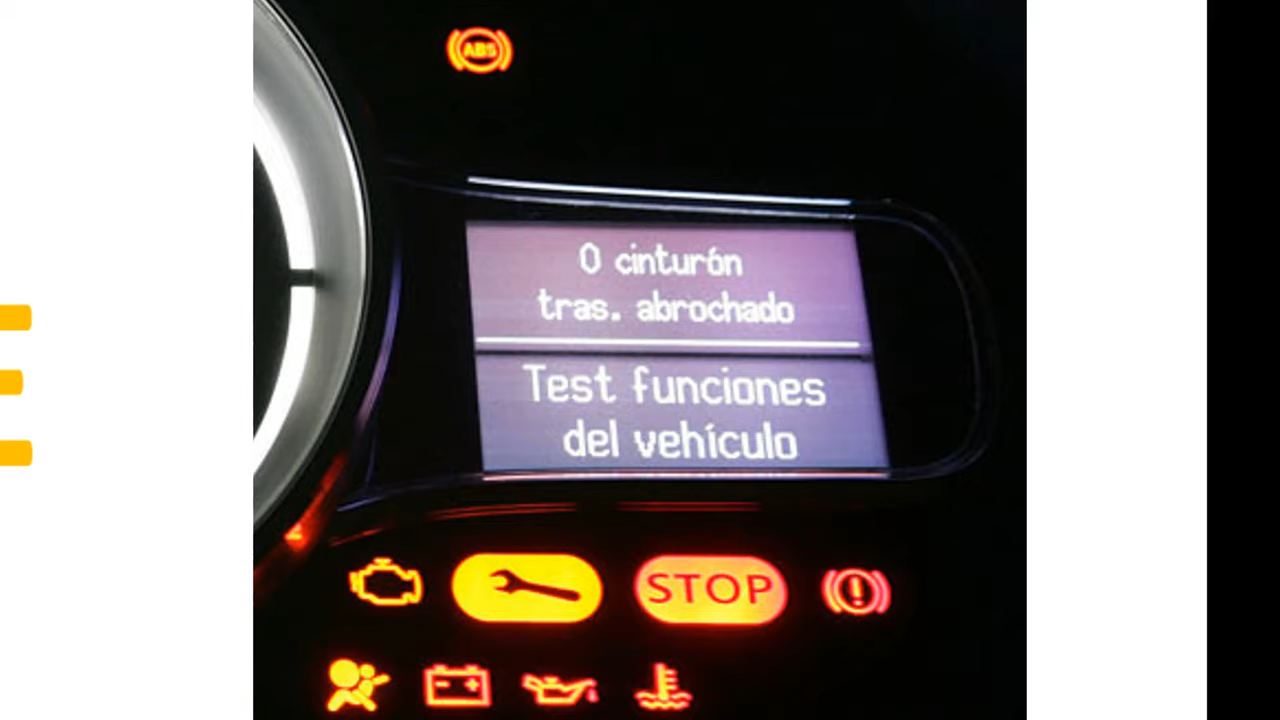 ABS
0 cinturón
tras. abrochado
Test funciones
del vehículo
STOP